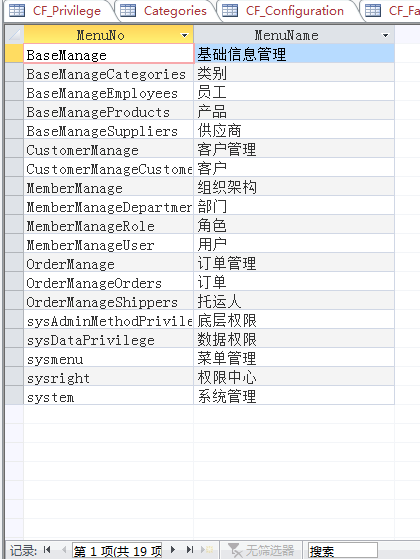 CF_Privilege Categories CF_Configuration CF_Fa
MenuNo MenuName
BaseManage 基础信息管理
BaseManageCategories 类别
BaseManageEmployees 员工
BaseManageProducts 产品
BaseManageSuppliers 供应商
CustomerManage 客户管理
CustomerManageCustome 客户
MemberManage 组织架构
MemberManageDepartmen 部门
MemberManageRole 角色
MemberManageUser 用户
OrderManage 订单管理
OrderManageOrders 订单
OrderManageShippers 托运人
sysAdminMethodPrivile 底层权限
sysDataPrivilege 数据权限
sysmenu 菜单管理
sysright 权限中心
system 系统管理
记录: 第 1 项(共 19 项 无筛选器 搜索